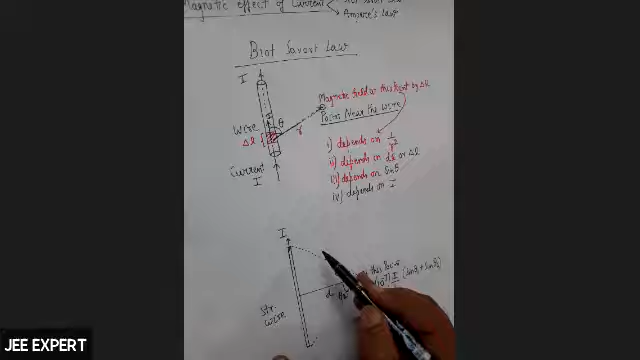 Magnetic effect of Current
Ampere's Law
Biot Savart Law
I
Magnetic field at this point by Δl
Points Near the wire
θ
r
I
wire
Δl
Current
I
i) depends on 1/r²
ii) depends on dl or Δl
iii) depends on sinθ
iv) depends on I
I
Str.
wire
d
JEE EXPERT